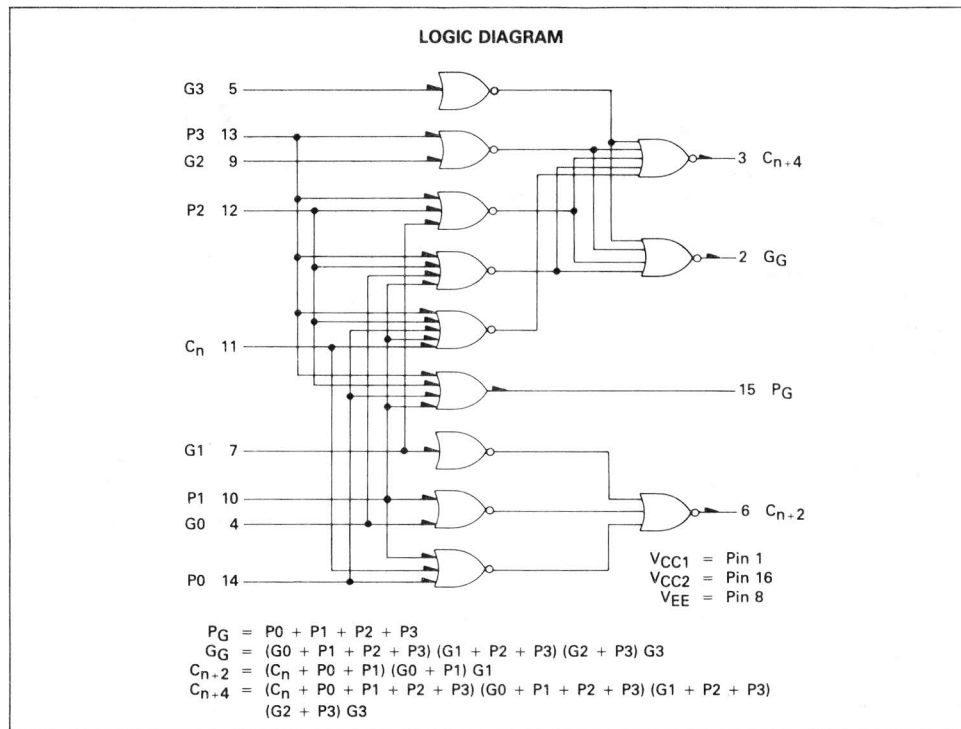 LOGIC DIAGRAM
G3 5
P3 13
G2 9
3 Cn+4
P2 12
2 GG
Cn 11
15 PG
G1 7
P1 10
G0 4
6 Cn+2
P0 14
VCC1 = Pin 1
VCC2 = Pin 16
VEE = Pin 8
PG = P0 + P1 + P2 + P3
GG = (G0 + P1 + P2 + P3) (G1 + P2 + P3) (G2 + P3) G3
Cn+2 = (Cn + P0 + P1) (G0 + P1) G1
Cn+4 = (Cn + P0 + P1 + P2 + P3) (G0 + P1 + P2 + P3) (G1 + P2 + P3)
(G2 + P3) G3